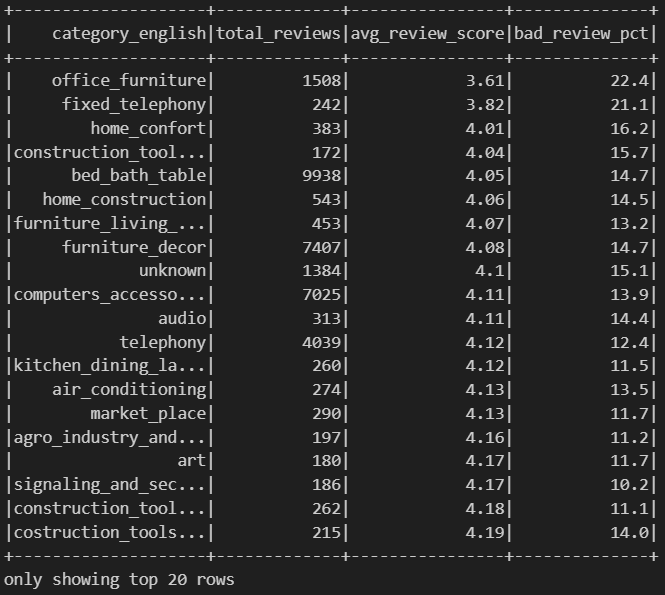 +--------------------+-------------+----------------+--------------+
|    category_english|total_reviews|avg_review_score|bad_review_pct|
+--------------------+-------------+----------------+--------------+
|    office_furniture|         1508|            3.61|          22.4|
|     fixed_telephony|          242|            3.82|          21.1|
|        home_confort|          383|            4.01|          16.2|
|construction_tool...|          172|            4.04|          15.7|
|      bed_bath_table|         9938|            4.05|          14.7|
|   home_construction|          543|            4.06|          14.5|
|furniture_living_...|          453|            4.07|          13.2|
|     furniture_decor|         7407|            4.08|          14.7|
|             unknown|         1384|             4.1|          15.1|
|computers_accesso...|         7025|            4.11|          13.9|
|               audio|          313|            4.11|          14.4|
|           telephony|         4039|            4.12|          12.4|
|kitchen_dining_la...|          260|            4.12|          11.5|
|    air_conditioning|          274|            4.13|          13.5|
|        market_place|          290|            4.13|          11.7|
|agro_industry_and...|          197|            4.16|          11.2|
|                 art|          180|            4.17|          11.7|
|signaling_and_sec...|          186|            4.17|          10.2|
|construction_tool...|          262|            4.18|          11.1|
|costruction_tools...|          215|            4.19|          14.0|
+--------------------+-------------+----------------+--------------+
only showing top 20 rows